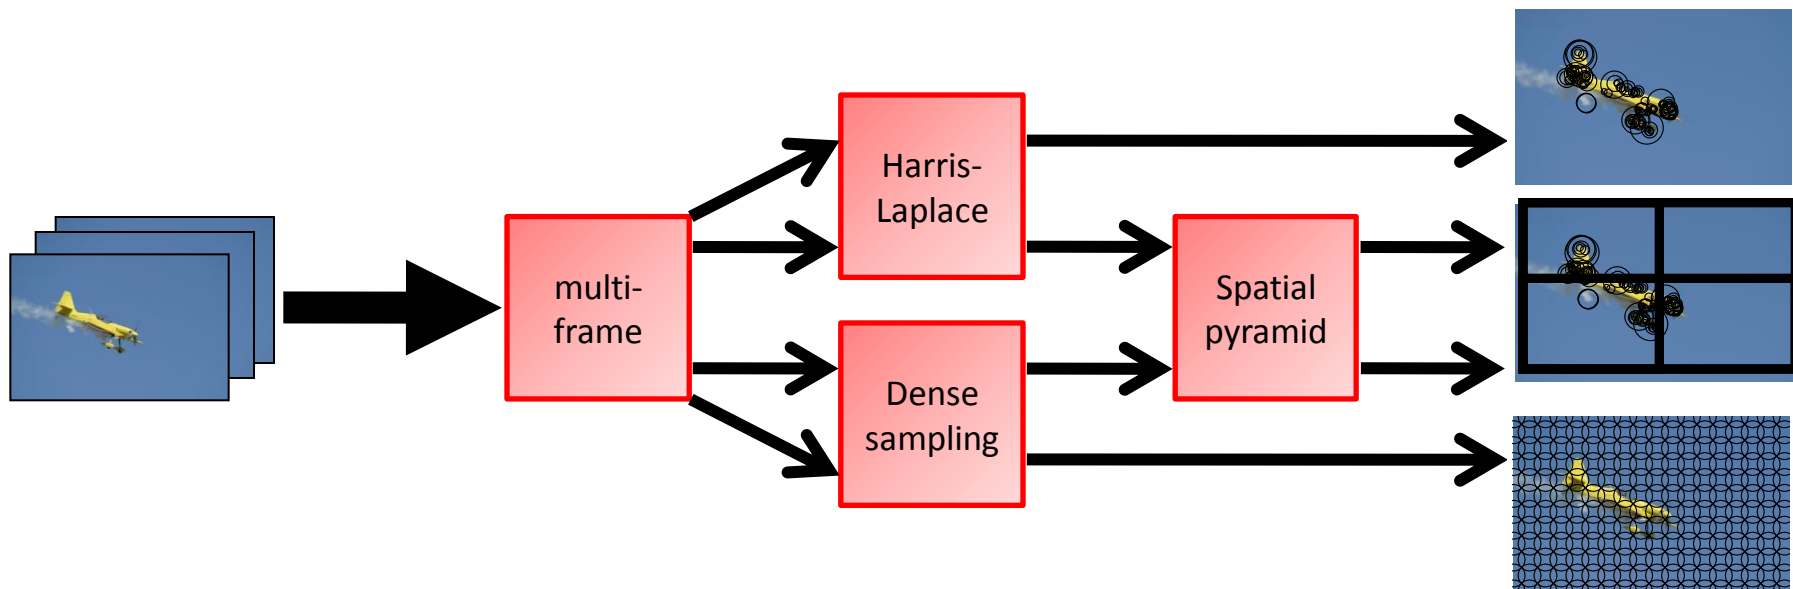 multi-
frame
Harris-
Laplace
Dense
sampling
Spatial
pyramid